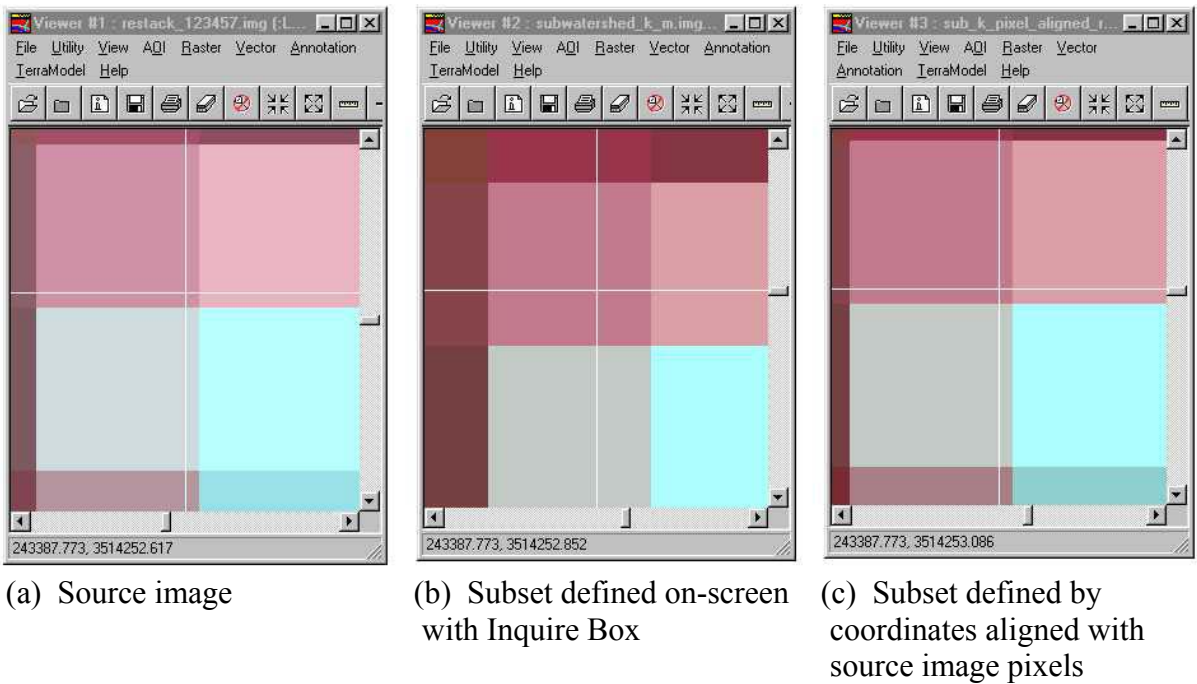 Viewer #1 : restack_123457.img (:L...
File Utility View AOI Raster Vector Annotation
TerraModel Help
243387.773, 3514252.617
(a) Source image
Viewer #2 : subwatershed_k_m.img...
File Utility View AOI Raster Vector Annotation
TerraModel Help
243387.773, 3514252.852
(b) Subset defined on-screen
with Inquire Box
Viewer #3 : sub_k_pixel_aligned_r...
File Utility View AOI Raster Vector
Annotation TerraModel Help
243387.773, 3514253.086
(c) Subset defined by
coordinates aligned with
source image pixels